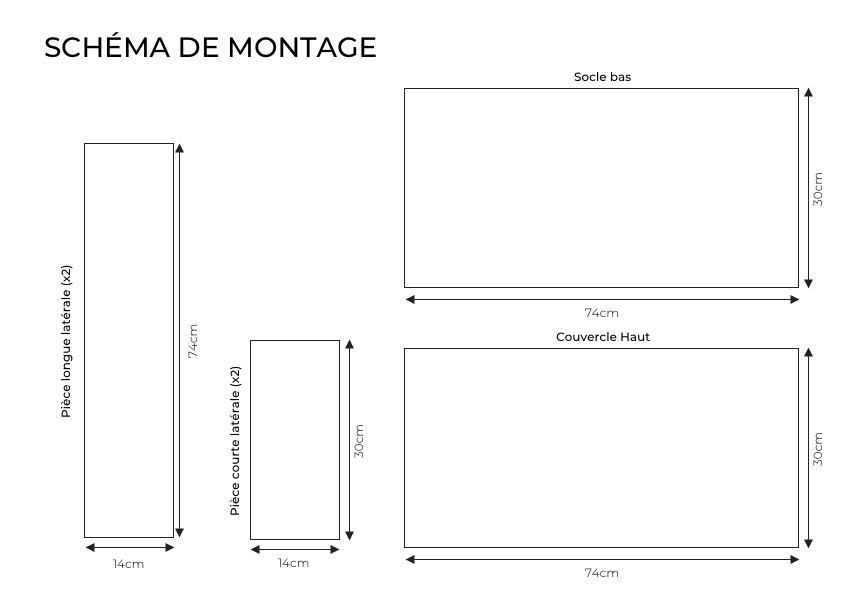 SCHÉMA DE MONTAGE
Socle bas
30cm
74cm
Pièce longue latérale (x2)
74cm
14cm
Pièce courte latérale (x2)
30cm
14cm
Couvercle Haut
30cm
74cm